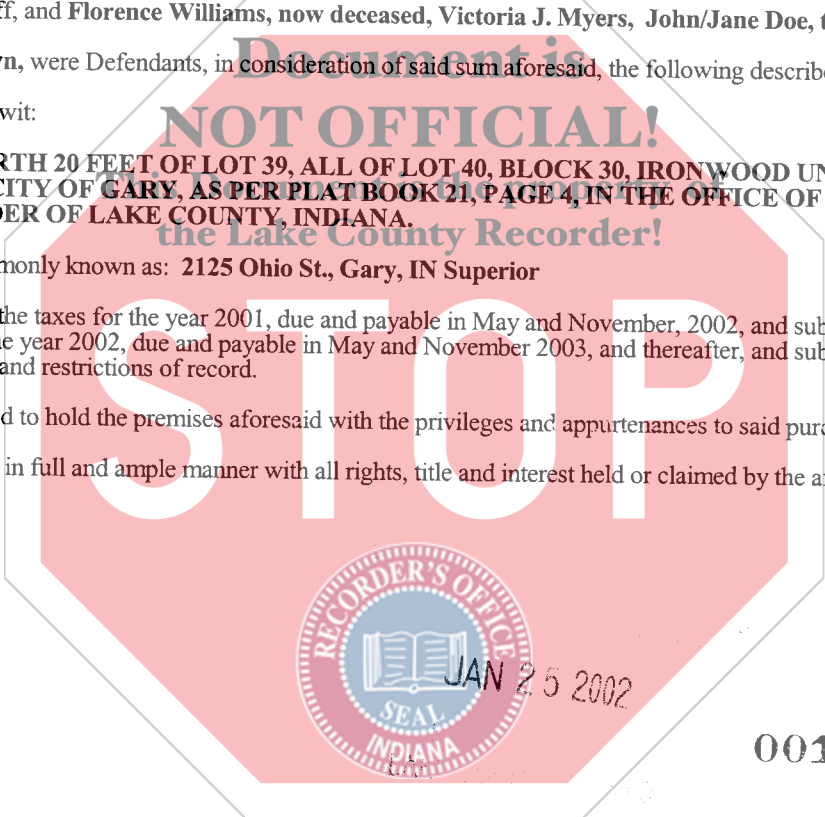 ff, and Florence Williams, now deceased, Victoria J. Myers, John/Jane Doe, t
Document is
n, were Defendants, in consideration of said sum aforesaid, the following describe
wit:
NOT OFFICIAL!
RTH 20 FEET OF LOT 39, ALL OF LOT 40, BLOCK 30, IRONWOOD UN
This Document is the property of
CITY OF GARY, AS PER PLAT BOOK 21, PAGE 4, IN THE OFFICE OF
DER OF LAKE COUNTY, INDIANA.
the Lake County Recorder!
monly known as: 2125 Ohio St., Gary, IN Superior
STOP
the taxes for the year 2001, due and payable in May and November, 2002, and sub
e year 2002, due and payable in May and November 2003, and thereafter, and sub
and restrictions of record.
d to hold the premises aforesaid with the privileges and appurtenances to said pur
in full and ample manner with all rights, title and interest held or claimed by the a
RECORDER'S OFFICE
JAN 25 2002
SEAL
INDIANA
001